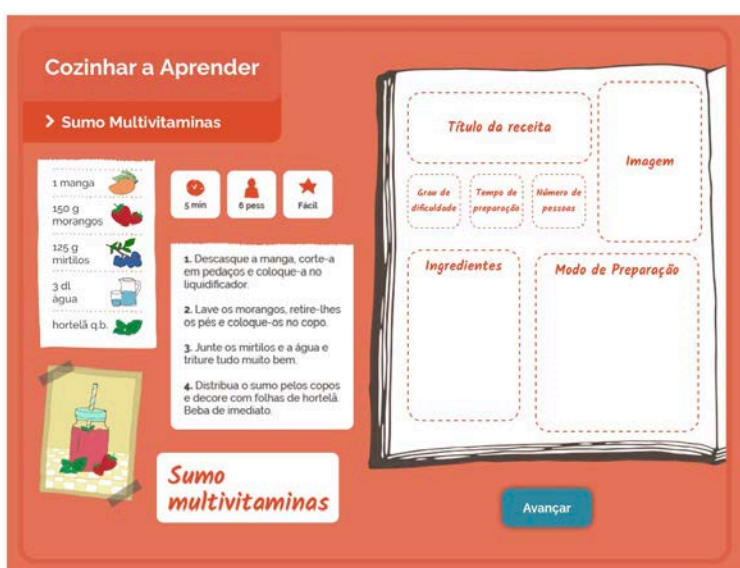 Cozinhar a Aprender
Sumo Multivitaminas
1 manga
150 g
morangos
125 g
mirtilos
3 dl
água
hortelã q.b.
5 min
6 pess
Fácil
1. Descasque a manga, corte-a
em pedaços e coloque-a no
liquidificador.
2. Lave os morangos, retire-lhes
os pés e coloque-os no copo.
3. Junte os mirtilos e a água e
triture tudo muito bem.
4. Distribua o sumo pelos copos
e decore com folhas de hortelã.
Beba de imediato.
Sumo
multivitaminas
Título da receita
Imagem
Grau de
dificuldade
Tempo de
preparação
Número de
pessoas
Ingredientes
Modo de Preparação
Avançar